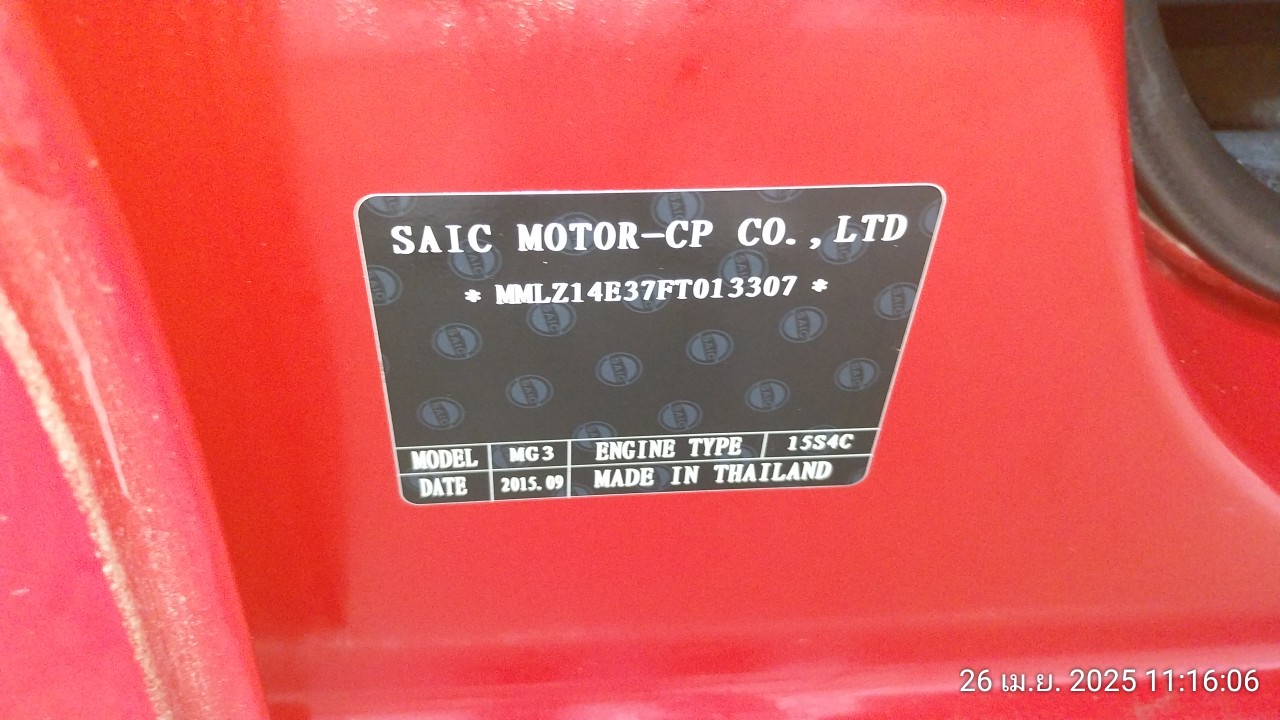 SAIC MOTOR-CP CO.,LTD
* MMLZ14E37FT013307 *
MODEL MG3 ENGINE TYPE 15S4C
DATE 2015.09 MADE IN THAILAND
26 เม.ย. 2025 11:16:06